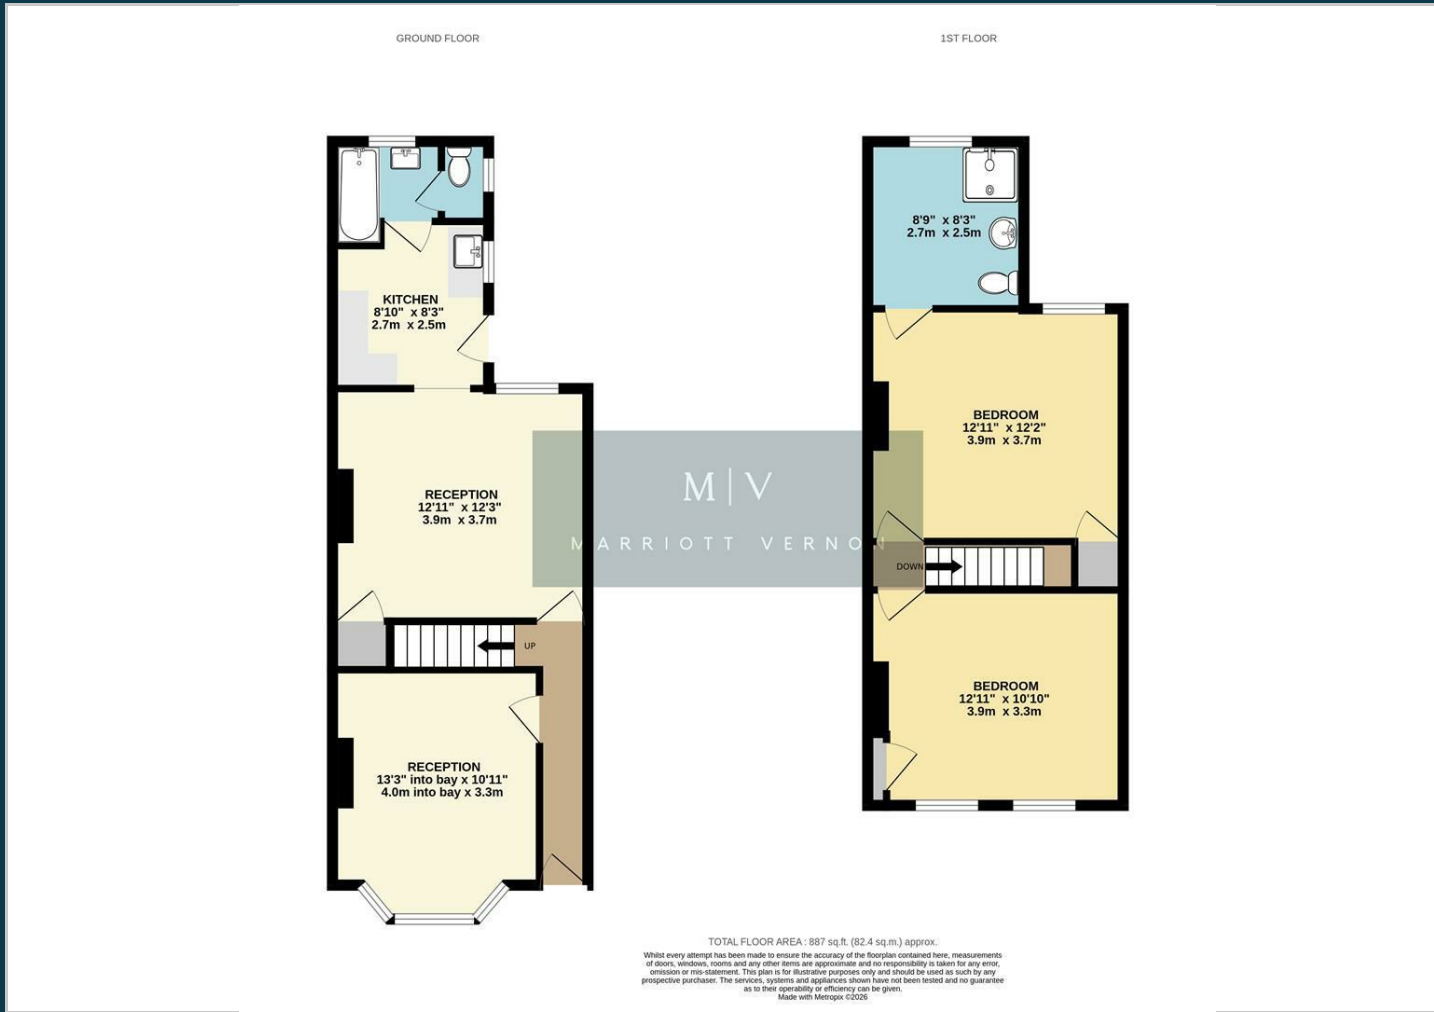 GROUND FLOOR
1ST FLOOR
KITCHEN
8'10" x 8'3"
2.7m x 2.5m
RECEPTION
12'11" x 12'3"
3.9m x 3.7m
UP
RECEPTION
13'3" into bay x 10'11"
4.0m into bay x 3.3m
M|V
MARRIOTT VERNON
8'9" x 8'3"
2.7m x 2.5m
BEDROOM
12'11" x 12'2"
3.9m x 3.7m
DOWN
BEDROOM
12'11" x 10'10"
3.9m x 3.3m
TOTAL FLOOR AREA : 887 sq.ft. (82.4 sq.m.) approx.
Whilst every attempt has been made to ensure the accuracy of the floorplan contained here, measurements
of doors, windows, rooms and any other items are approximate and no responsibility is taken for any error,
omission or mis-statement. This plan is for illustrative purposes only and should be used as such by any
prospective purchaser. The services, systems and appliances shown have not been tested and no guarantee
as to their operability or efficiency can be given.
Made with Metropix ©2026